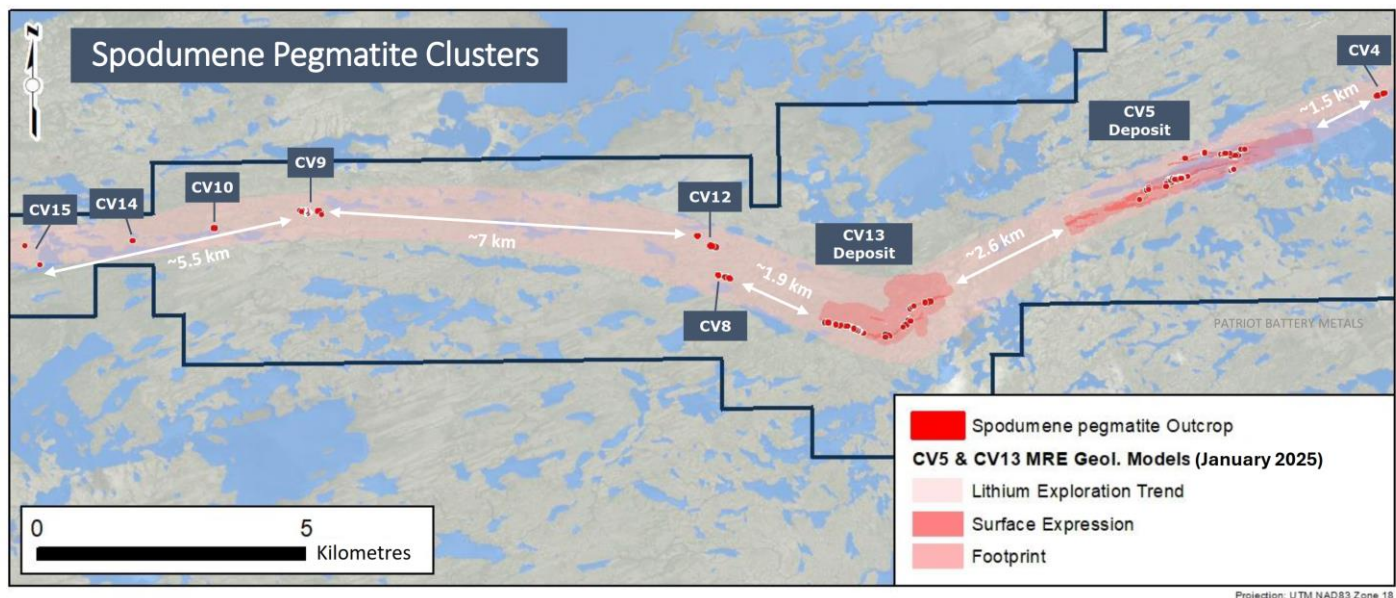 Z
Spodumene Pegmatite Clusters
CV4
~1.5 km
CV5
Deposit
CV9
CV10
CV14
CV15
CV12
~7 km
~5.5 km
CV13
Deposit
~2.6 km
~1.9 km
CV8
PATRIOT BATTERY METALS
Spodumene pegmatite Outcrop
CV5 & CV13 MRE Geol. Models (January 2025)
Lithium Exploration Trend
Surface Expression
Footprint
0 5
Kilometres
Projection: UTM NAD83 Zone 18